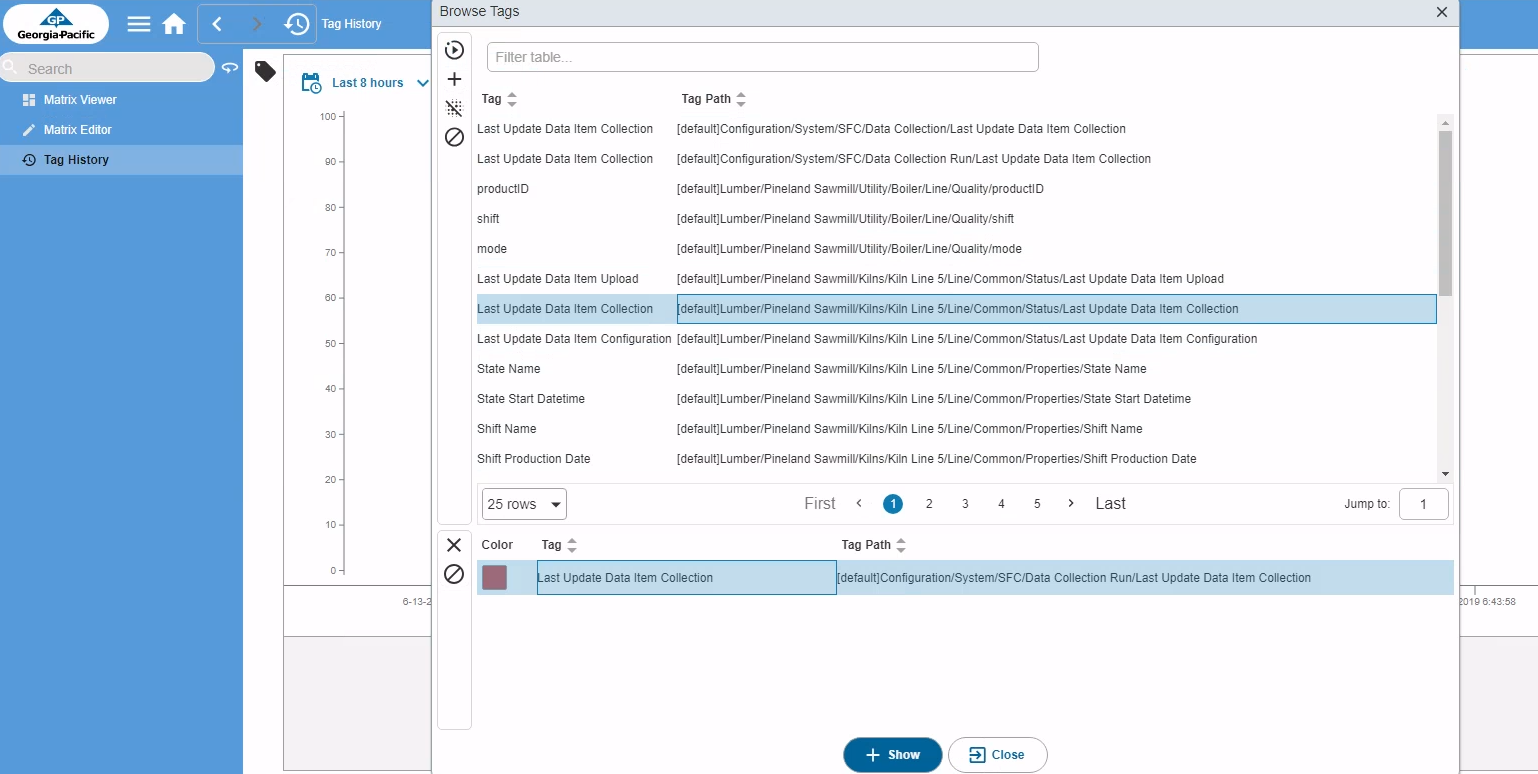 GP
Georgia-Pacific
Tag History
Search
Matrix Viewer
Matrix Editor
Tag History
Last 8 hours
100
90
80
70
60
50
40
30
20
10
0
6-13-2
2019 6:43:58
Browse Tags
Filter table...
Tag Tag Path
Last Update Data Item Collection [default]Configuration/System/SFC/Data Collection/Last Update Data Item Collection
Last Update Data Item Collection [default]Configuration/System/SFC/Data Collection Run/Last Update Data Item Collection
productID [default]Lumber/Pineland Sawmill/Utility/Boiler/Line/Quality/productID
shift [default]Lumber/Pineland Sawmill/Utility/Boiler/Line/Quality/shift
mode [default]Lumber/Pineland Sawmill/Utility/Boiler/Line/Quality/mode
Last Update Data Item Upload [default]Lumber/Pineland Sawmill/Kilns/Kiln Line 5/Line/Common/Status/Last Update Data Item Upload
Last Update Data Item Collection [default]Lumber/Pineland Sawmill/Kilns/Kiln Line 5/Line/Common/Status/Last Update Data Item Collection
Last Update Data Item Configuration [default]Lumber/Pineland Sawmill/Kilns/Kiln Line 5/Line/Common/Status/Last Update Data Item Configuration
State Name [default]Lumber/Pineland Sawmill/Kilns/Kiln Line 5/Line/Common/Properties/State Name
State Start Datetime [default]Lumber/Pineland Sawmill/Kilns/Kiln Line 5/Line/Common/Properties/State Start Datetime
Shift Name [default]Lumber/Pineland Sawmill/Kilns/Kiln Line 5/Line/Common/Properties/Shift Name
Shift Production Date [default]Lumber/Pineland Sawmill/Kilns/Kiln Line 5/Line/Common/Properties/Shift Production Date
25 rows First 1 2 3 4 5 Last Jump to: 1
Color Tag Tag Path
Last Update Data Item Collection [default]Configuration/System/SFC/Data Collection Run/Last Update Data Item Collection
Show Close